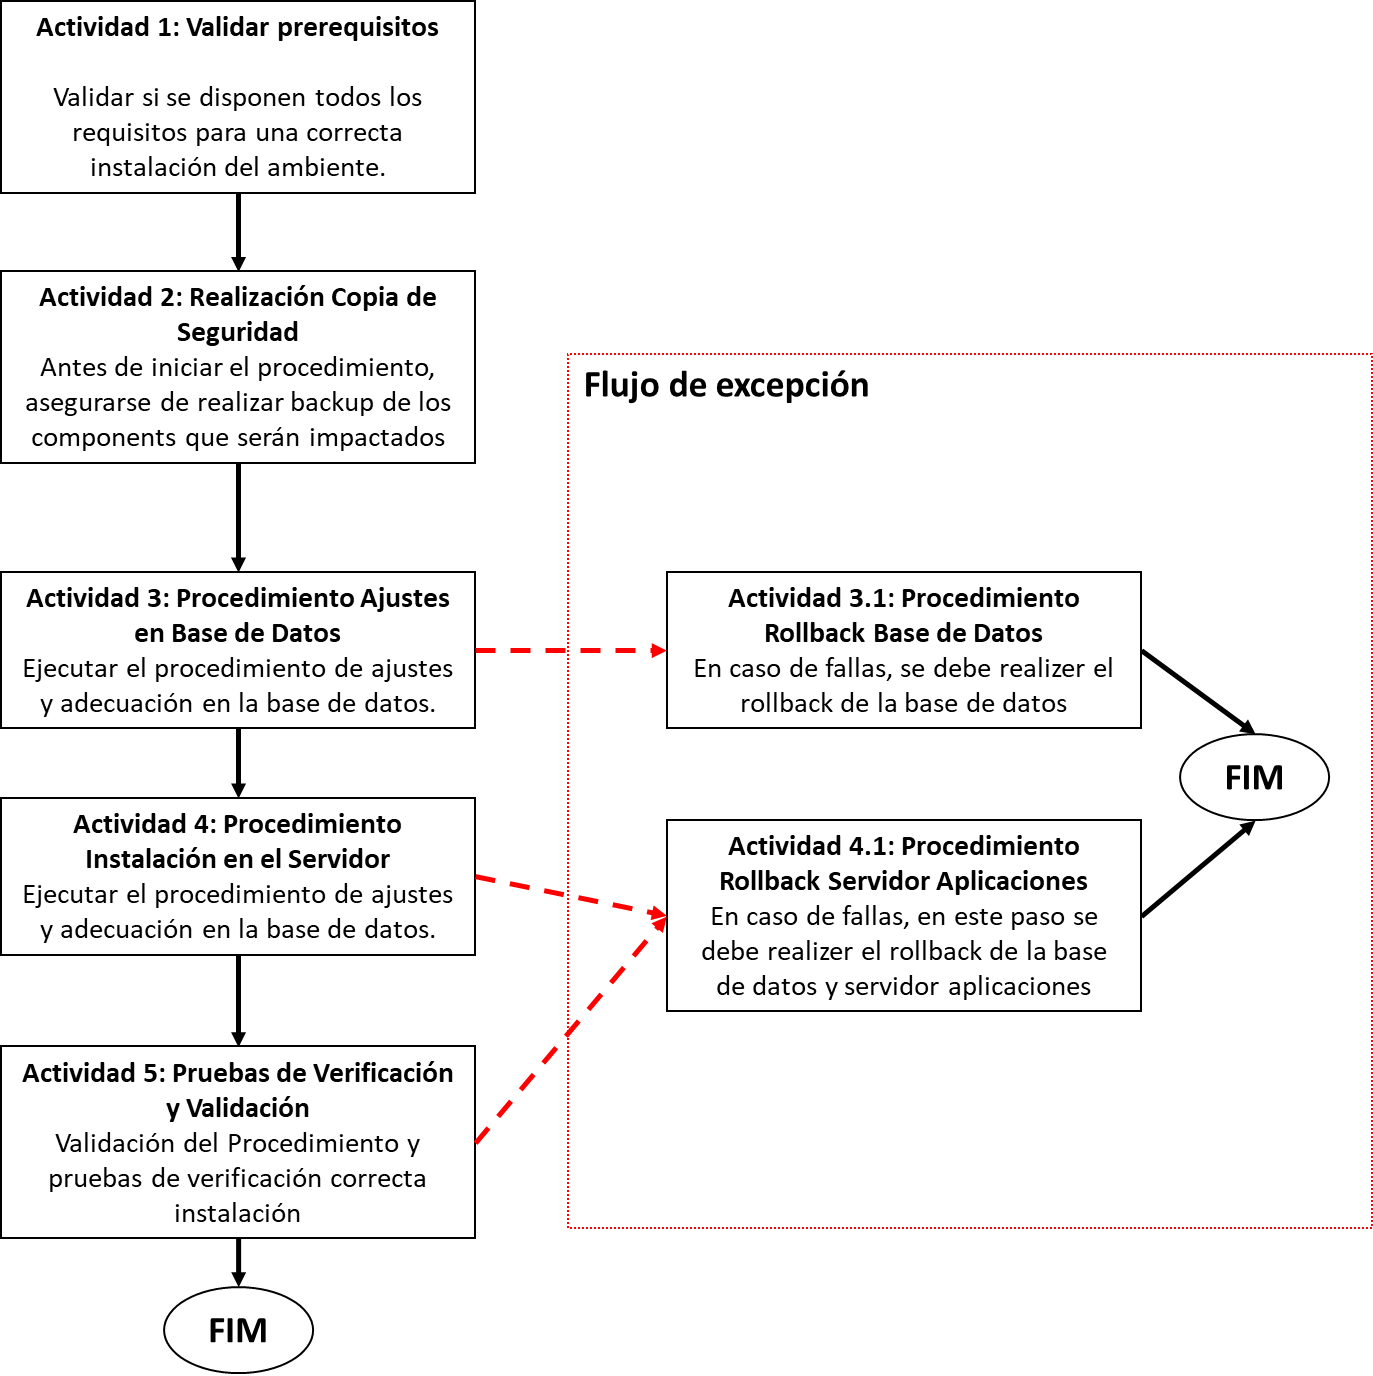 Actividad 1: Validar prerequisitos
Validar si se disponen todos los
requisitos para una correcta
instalación del ambiente.
Actividad 2: Realización Copia de
Seguridad
Antes de iniciar el procedimiento,
asegurarse de realizar backup de los
components que serán impactados
Actividad 3: Procedimiento Ajustes
en Base de Datos
Ejecutar el procedimiento de ajustes
y adecuación en la base de datos.
Actividad 4: Procedimiento
Instalación en el Servidor
Ejecutar el procedimiento de ajustes
y adecuación en la base de datos.
Actividad 5: Pruebas de Verificación
y Validación
Validación del Procedimiento y
pruebas de verificación correcta
instalación
FIM
Flujo de excepción
Actividad 3.1: Procedimiento
Rollback Base de Datos
En caso de fallas, se debe realizer el
rollback de la base de datos
Actividad 4.1: Procedimiento
Rollback Servidor Aplicaciones
En caso de fallas, en este paso se
debe realizer el rollback de la base
de datos y servidor aplicaciones
FIM